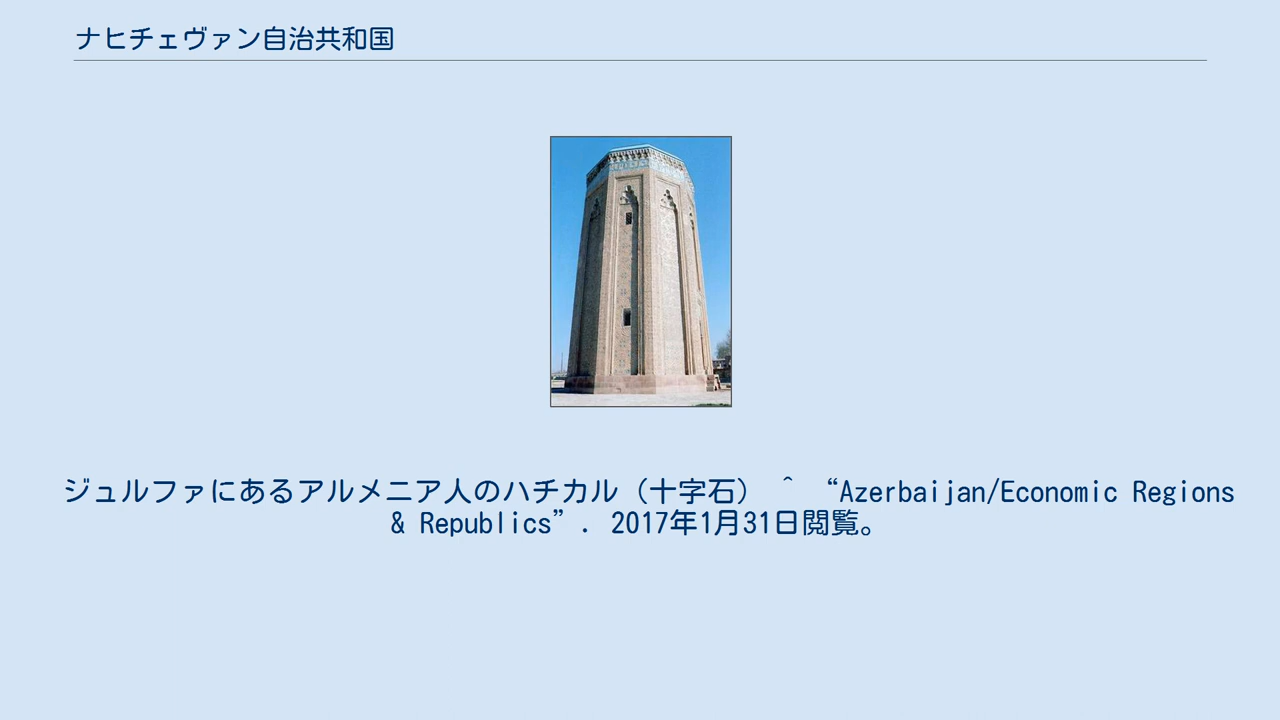 ナヒチェヴァン自治共和国
ジュルファにあるアルメニア人のハチカル（十字石） ^ “Azerbaijan/Economic Regions
& Republics”. 2017年1月31日閲覧。